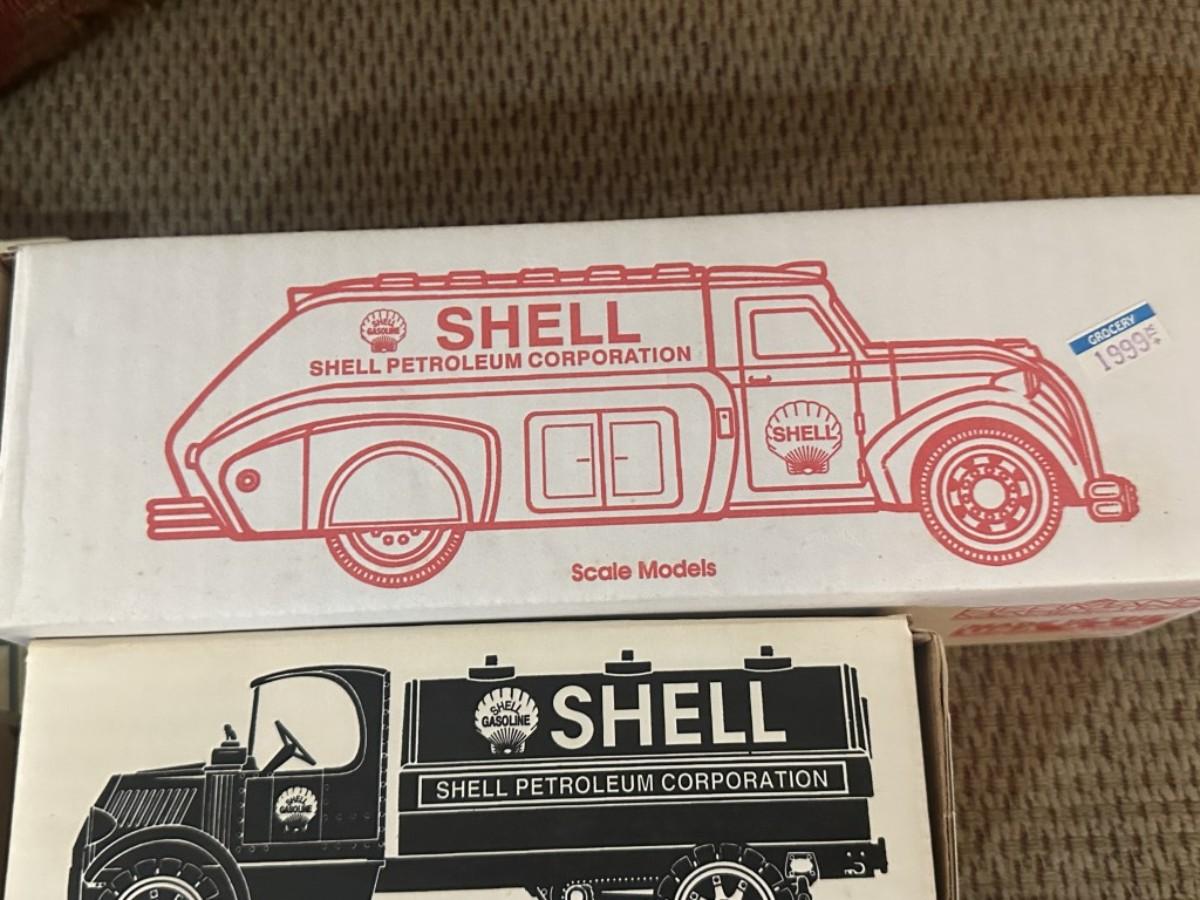 SHELL
GASOLINE
SHELL
SHELL PETROLEUM CORPORATION
SHELL
GROCERY
1999
Scale Models
SHELL
GASOLINE
SHELL
SHELL PETROLEUM CORPORATION
SHELL
GASOLINE